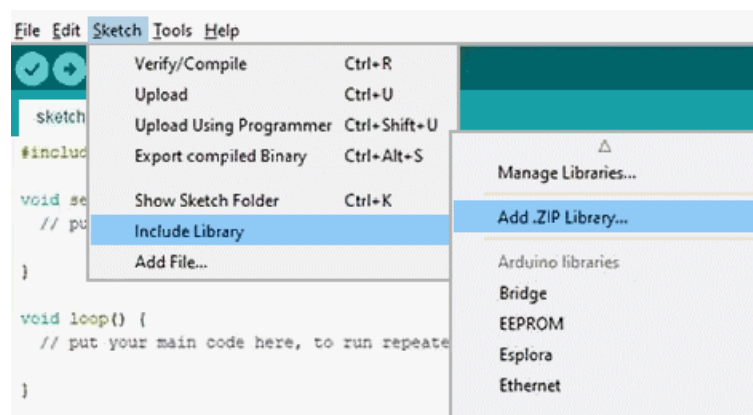 File Edit Sketch Tools Help
Verify/Compile Ctrl+R
Upload Ctrl+U
Upload Using Programmer Ctrl+Shift+U
Export compiled Binary Ctrl+Alt+S
Show Sketch Folder Ctrl+K
Include Library
Add File...
Manage Libraries...
Add .ZIP Library...
Arduino libraries
Bridge
EEPROM
Esplora
Ethernet
sketch
#includ
void se
// pu
}
void loop() {
// put your main code here, to run repeate
}